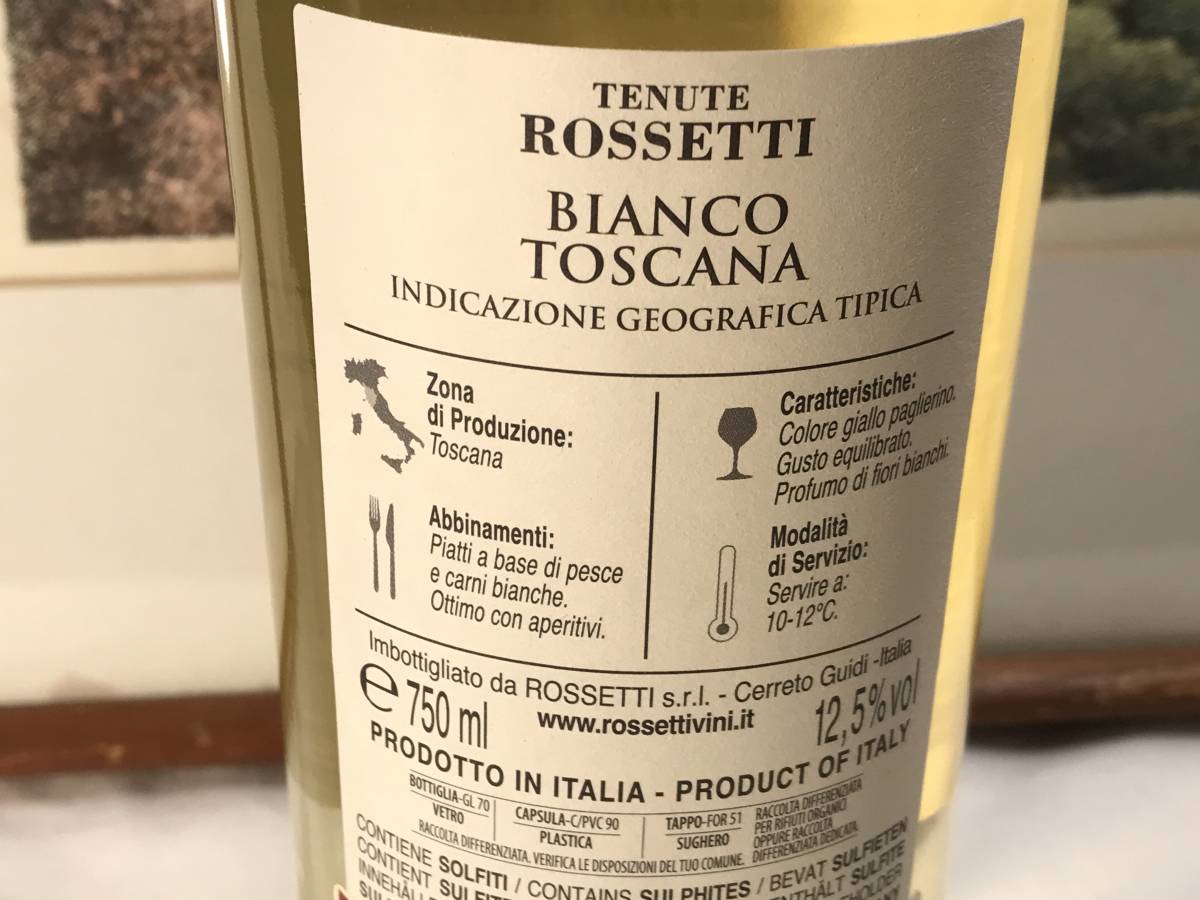 TENUTE
ROSSETTI
BIANCO
TOSCANA
INDICAZIONE GEOGRAFICA TIPICA
Zona
di Produzione:
Toscana
Abbinamenti:
Piatti a base di pesce
e carni bianche.
Ottimo con aperitivi.
Caratteristiche:
Colore giallo paglierino.
Gusto equilibrato.
Profumo di fiori bianchi.
Modalità
di Servizio:
Servire a:
10-12°C.
Imbottigliato da ROSSETTI s.r.l. - Cerreto Guidi -Italia
e 750 ml www.rossettivini.it 12,5%vol
PRODOTTO IN ITALIA - PRODUCT OF ITALY
BOTTIGLIA-GL 70
VETRO
CAPSULA-C/PVC 90
PLASTICA
TAPPO-FOR 51
SUGHERO
RACCOLTA DIFFERENZIATA
PER RIFIUTI ORGANICI
OPPURE RACCOLTA
DIFFERENZIATA DEDICATA.
RACCOLTA DIFFERENZIATA. VERIFICA LE DISPOSIZIONI DEL TUO COMUNE.
CONTIENE SOLFITI / CONTAINS SULPHITES / BEVAT SULFIETEN
CONTIENT ENTHÄLT SULFITE